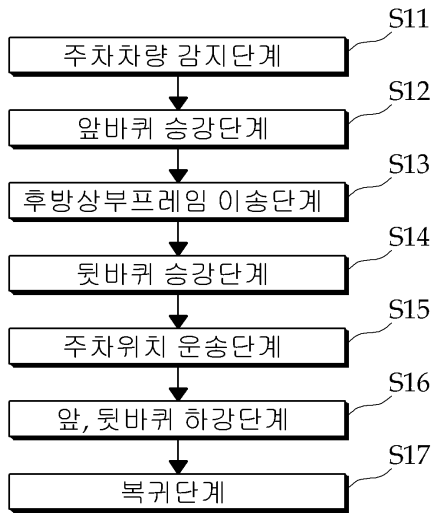 S11
주차차량 감지단계
S12
앞바퀴 승강단계
S13
후방상부프레임 이송단계
S14
뒷바퀴 승강단계
S15
주차위치 운송단계
S16
앞, 뒷바퀴 하강단계
S17
복귀단계